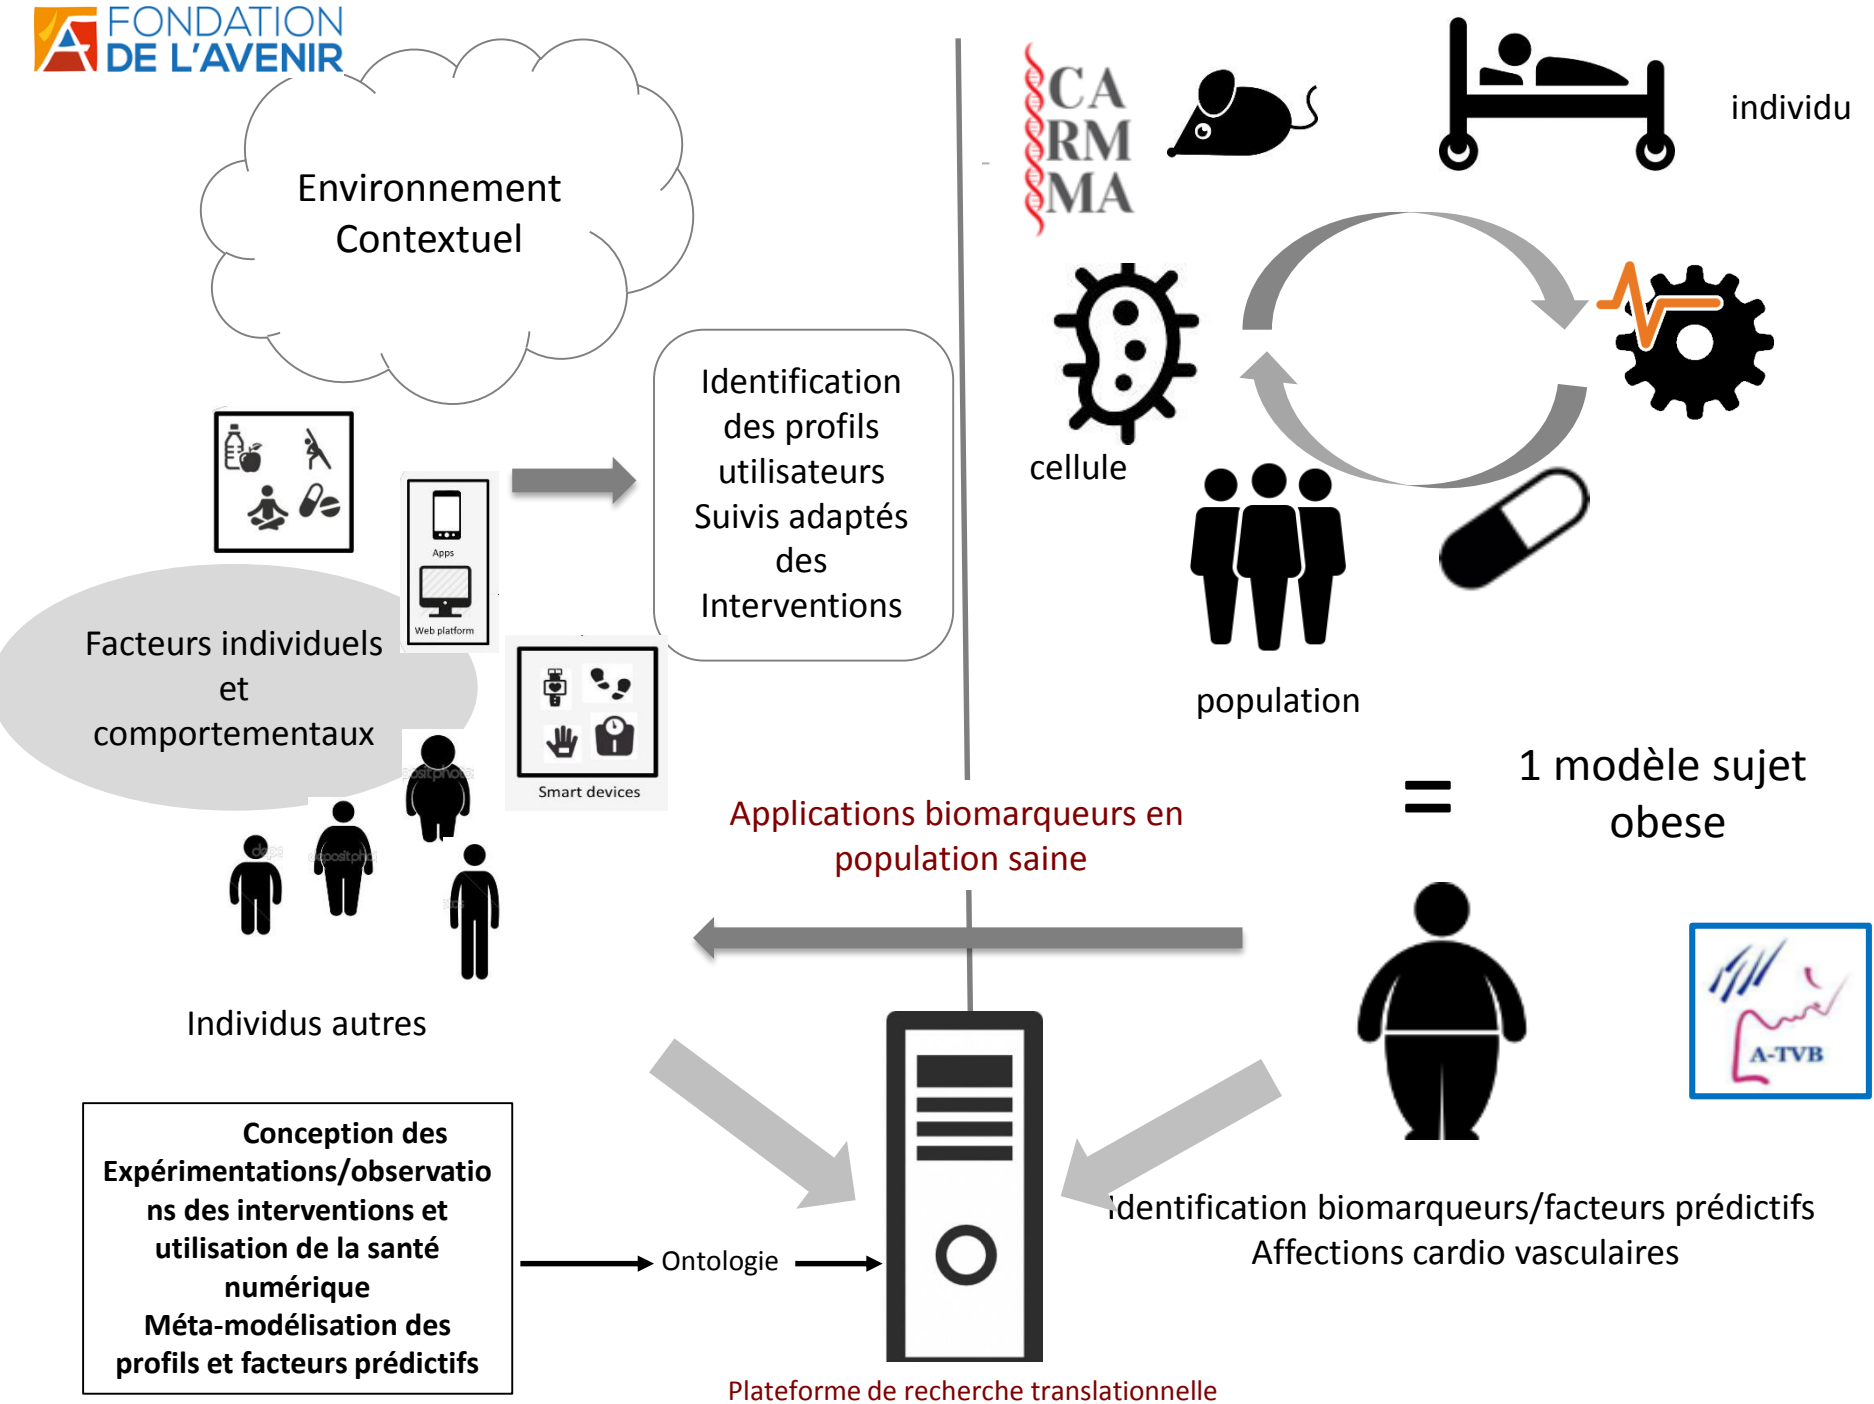 FONDATION
DE L'AVENIR
Environnement
Contextuel
Identification
des profils
utilisateurs
Suivis adaptés
des
Interventions
Apps
Web platform
Smart devices
Facteurs individuels
et
comportementaux
Individus autres
CA
RM
MA
individu
cellule
population
= 1 modèle sujet
obese
Applications biomarqueurs en
population saine
A-TVB
Identification biomarqueurs/facteurs prédictifs
Affections cardio vasculaires
Conception des
Expérimentations/observatio
ns des interventions et
utilisation de la santé
numérique
Méta-modélisation des
profils et facteurs prédictifs
Ontologie
Plateforme de recherche translationnelle